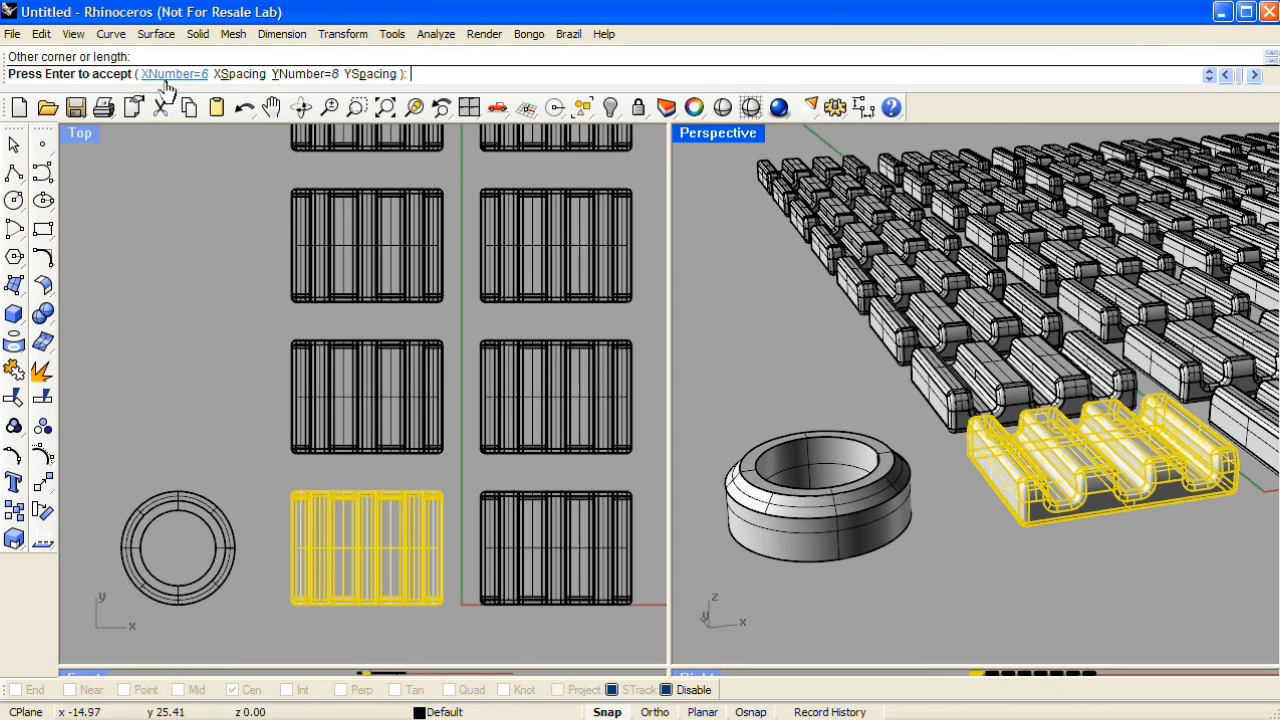 Untitled - Rhinoceros (Not For Resale Lab)
File Edit View Curve Surface Solid Mesh Dimension Transform Tools Analyze Render Bongo Brazil Help
Other corner or length:
Press Enter to accept ( XNumber=6 XSpacing YNumber=8 YSpacing ):
Top
Perspective
y
x
z
y
x
Front
Right
End Near Point Mid Cen Int Perp Tan Quad Knot Project STrack Disable
CPlane x -14.97 y 25.41 z 0.00 Default Snap Ortho Planar Osnap Record History